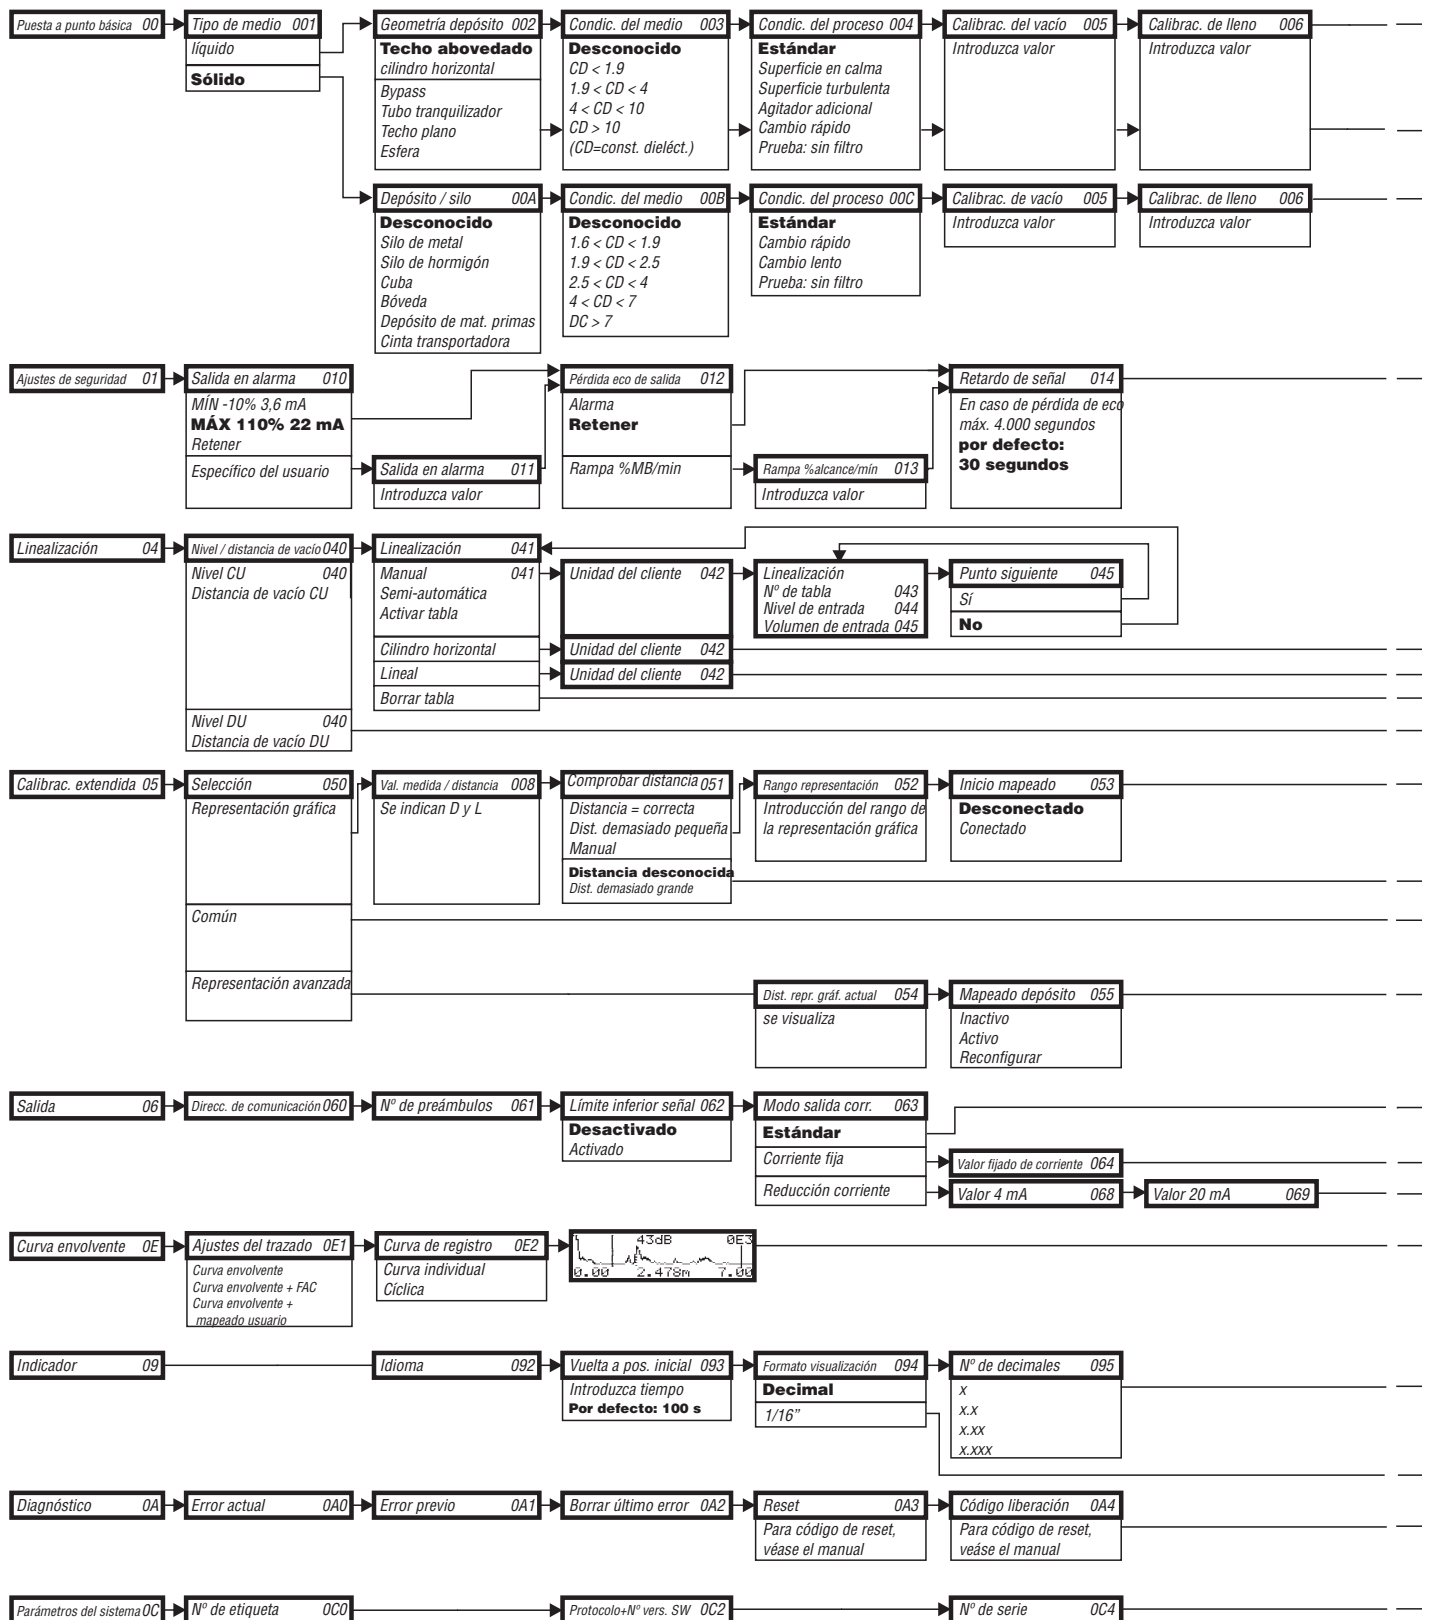 Puesta a punto básica 00
Tipo de medio 001
líquido
Sólido
Geometría depósito 002
Techo abovedado
cilindro horizontal
Bypass
Tubo tranquilizador
Techo plano
Esfera
Condic. del medio 003
Desconocido
CD < 1.9
1.9 < CD < 4
4 < CD < 10
CD > 10
(CD=const. dieléct.)
Condic. del proceso 004
Estándar
Superficie en calma
Superficie turbulenta
Agitador adicional
Cambio rápido
Prueba: sin filtro
Calibrac. del vacío 005
Introduzca valor
Calibrac. de lleno 006
Introduzca valor
Depósito / silo 00A
Desconocido
Silo de metal
Silo de hormigón
Cuba
Bóveda
Depósito de mat. primas
Cinta transportadora
Condic. del medio 00B
Desconocido
1.6 < CD < 1.9
1.9 < CD < 2.5
2.5 < CD < 4
4 < CD < 7
DC > 7
Condic. del proceso 00C
Estándar
Cambio rápido
Cambio lento
Prueba: sin filtro
Calibrac. de vacío 005
Introduzca valor
Calibrac. de lleno 006
Introduzca valor
Ajustes de seguridad 01
Salida en alarma 010
MÍN -10% 3,6 mA
MÁX 110% 22 mA
Retener
Específico del usuario
Salida en alarma 011
Introduzca valor
Pérdida eco de salida 012
Alarma
Retener
Rampa %MB/min
Rampa %alcance/mín 013
Introduzca valor
Retardo de señal 014
En caso de pérdida de eco
máx. 4.000 segundos
por defecto:
30 segundos
Linealización 04
Nivel / distancia de vacío 040
Nivel CU 040
Distancia de vacío CU
Nivel DU 040
Distancia de vacío DU
Linealización 041
Manual 041
Semi-automática
Activar tabla
Cilindro horizontal
Lineal
Borrar tabla
Unidad del cliente 042
Unidad del cliente 042
Unidad del cliente 042
Linealización
Nº de tabla 043
Nivel de entrada 044
Volumen de entrada 045
Punto siguiente 045
Sí
No
Calibrac. extendida 05
Selección 050
Representación gráfica
Común
Representación avanzada
Val. medida / distancia 008
Se indican D y L
Comprobar distancia 051
Distancia = correcta
Dist. demasiado pequeña
Manual
Distancia desconocida
Dist. demasiado grande
Rango representación 052
Introducción del rango de
la representación gráfica
Inicio mapeado 053
Desconectado
Conectado
Dist. repr. gráf. actual 054
se visualiza
Mapeado depósito 055
Inactivo
Activo
Reconfigurar
Salida 06
Direcc. de comunicación 060
Nº de preámbulos 061
Límite inferior señal 062
Desactivado
Activado
Modo salida corr. 063
Estándar
Corriente fija
Reducción corriente
Valor fijado de corriente 064
Valor 4 mA 068
Valor 20 mA 069
Curva envolvente 0E
Ajustes del trazado 0E1
Curva envolvente
Curva envolvente + FAC
Curva envolvente +
mapeado usuario
Curva de registro 0E2
Curva individual
Cíclica
43dB 0E3
0.00 2.478m 7.00
Indicador 09
Idioma 092
Vuelta a pos. inicial 093
Introduzca tiempo
Por defecto: 100 s
Formato visualización 094
Decimal
1/16”
Nº de decimales 095
x
x.x
x.xx
x.xxx
Diagnóstico 0A
Error actual 0A0
Error previo 0A1
Borrar último error 0A2
Reset 0A3
Para código de reset,
véase el manual
Código liberación 0A4
Para código de reset,
veáse el manual
Parámetros del sistema 0C
Nº de etiqueta 0C0
Protocolo+Nº vers. SW 0C2
Nº de serie 0C4